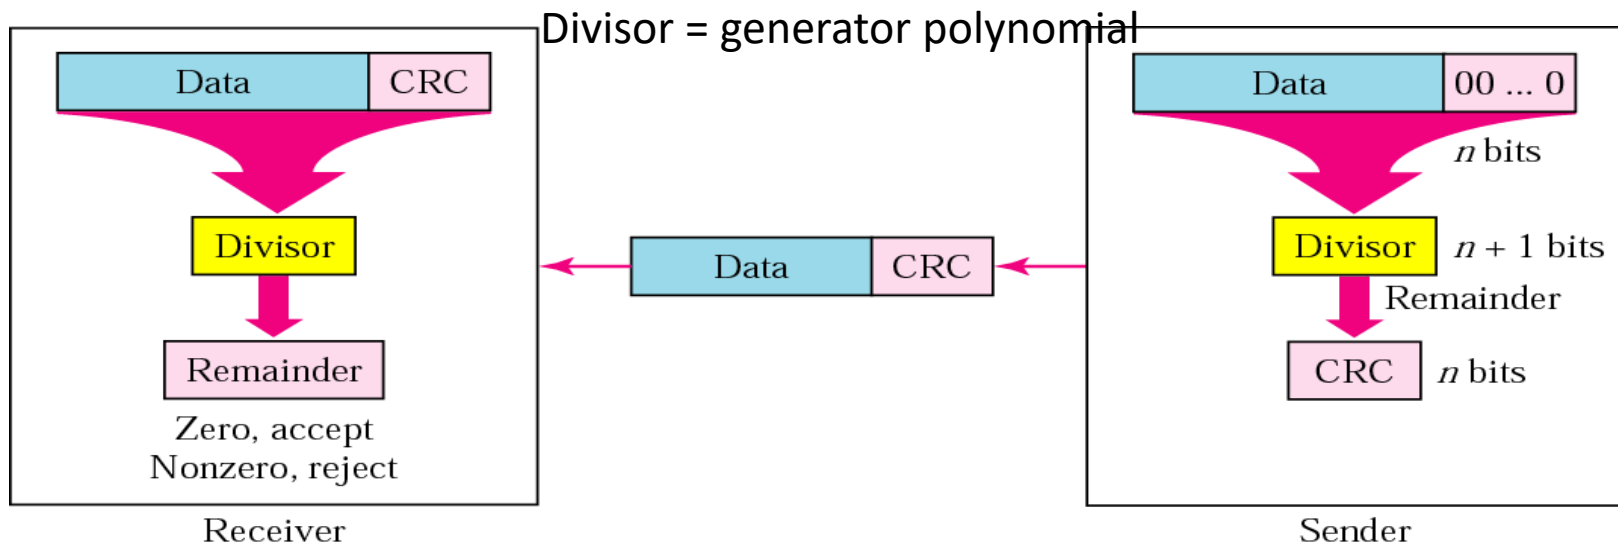 Divisor = generator polynomial
Data CRC
Divisor
Remainder
Zero, accept
Nonzero, reject
Receiver
Data CRC
Data 00 ... 0
n bits
Divisor n + 1 bits
Remainder
CRC n bits
Sender